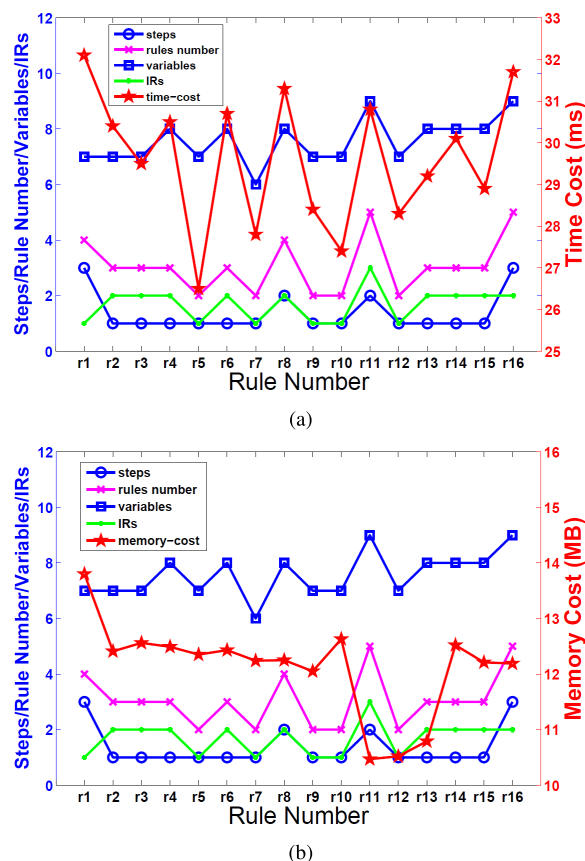 12
10
8
6
4
2
0
Steps/Rule Number/Variables/IRs
steps
rules number
variables
IRs
time-cost
33
32
31
30
29
28
27
26
25
Time Cost (ms)
r1 r2 r3 r4 r5 r6 r7 r8 r9 r10 r11 r12 r13 r14 r15 r16
Rule Number
(a)
12
10
8
6
4
2
0
Steps/Rule Number/Variables/IRs
steps
rules number
variables
IRs
memory-cost
16
15
14
13
12
11
10
Memory Cost (MB)
r1 r2 r3 r4 r5 r6 r7 r8 r9 r10 r11 r12 r13 r14 r15 r16
Rule Number
(b)